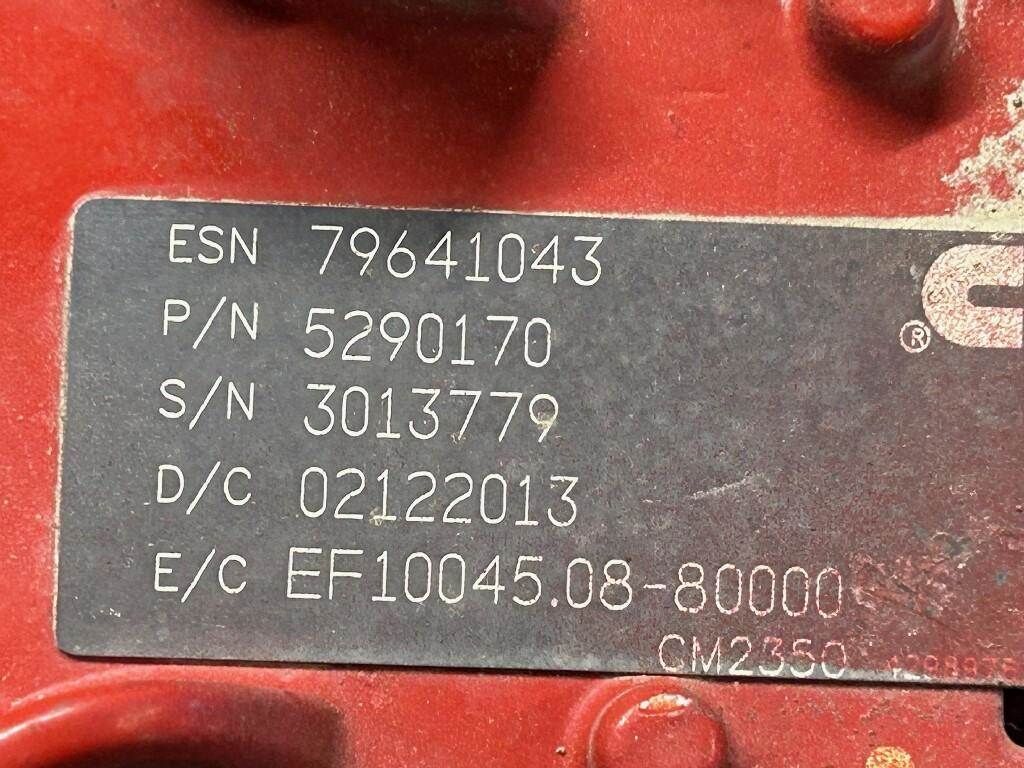 ESN 79641043
P/N 5290170
S/N 3013779
D/C 02122013
E/C EF10045.08-80000
CM2350
®